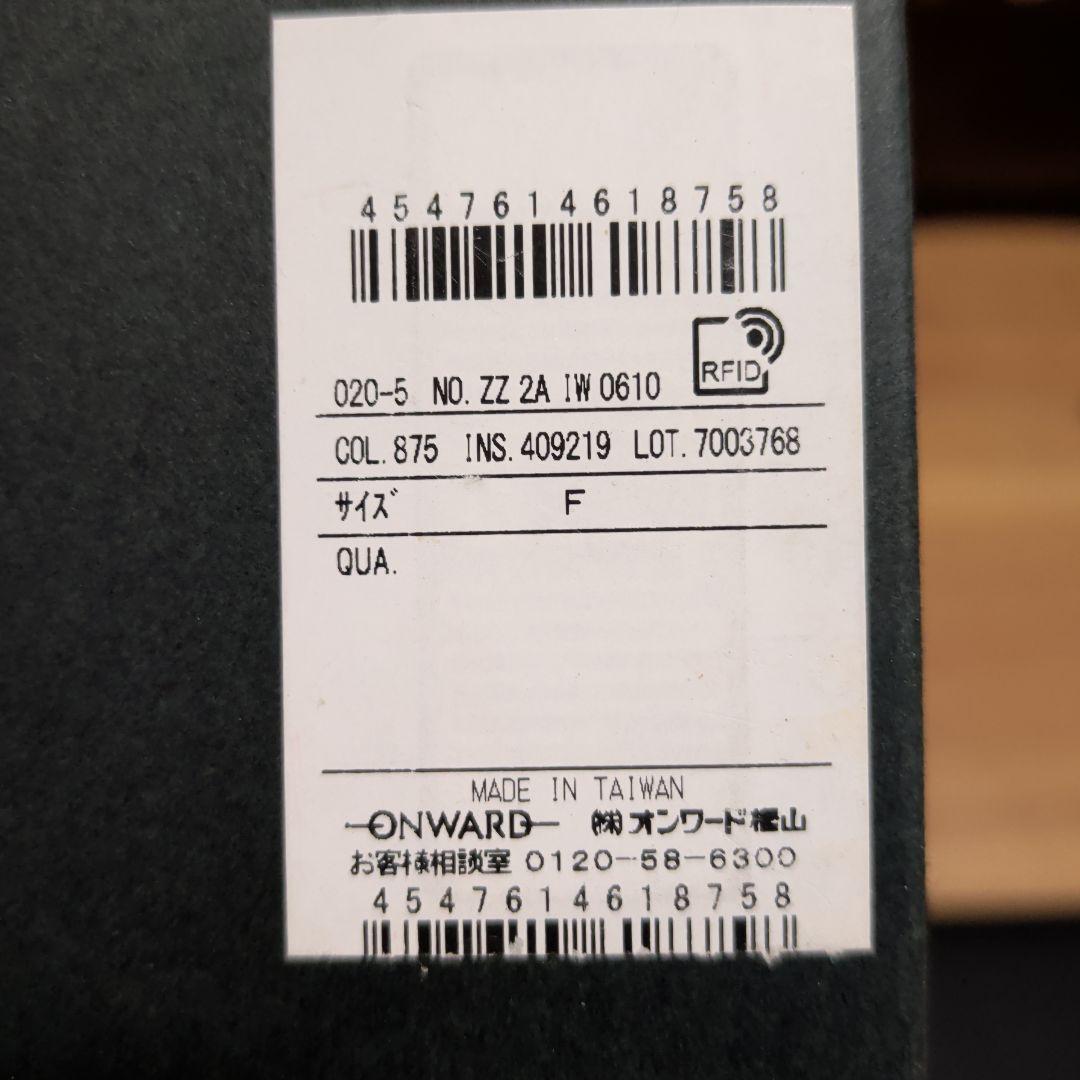 4547614618758
RFID
020-5 NO. ZZ 2A IW 0610
COL. 875 INS. 409219 LOT. 7003768
サイズ F
QUA.
MADE IN TAIWAN
ONWARD ㈱オンワード樫山
お客様相談室 0120-58-6300
4547614618758